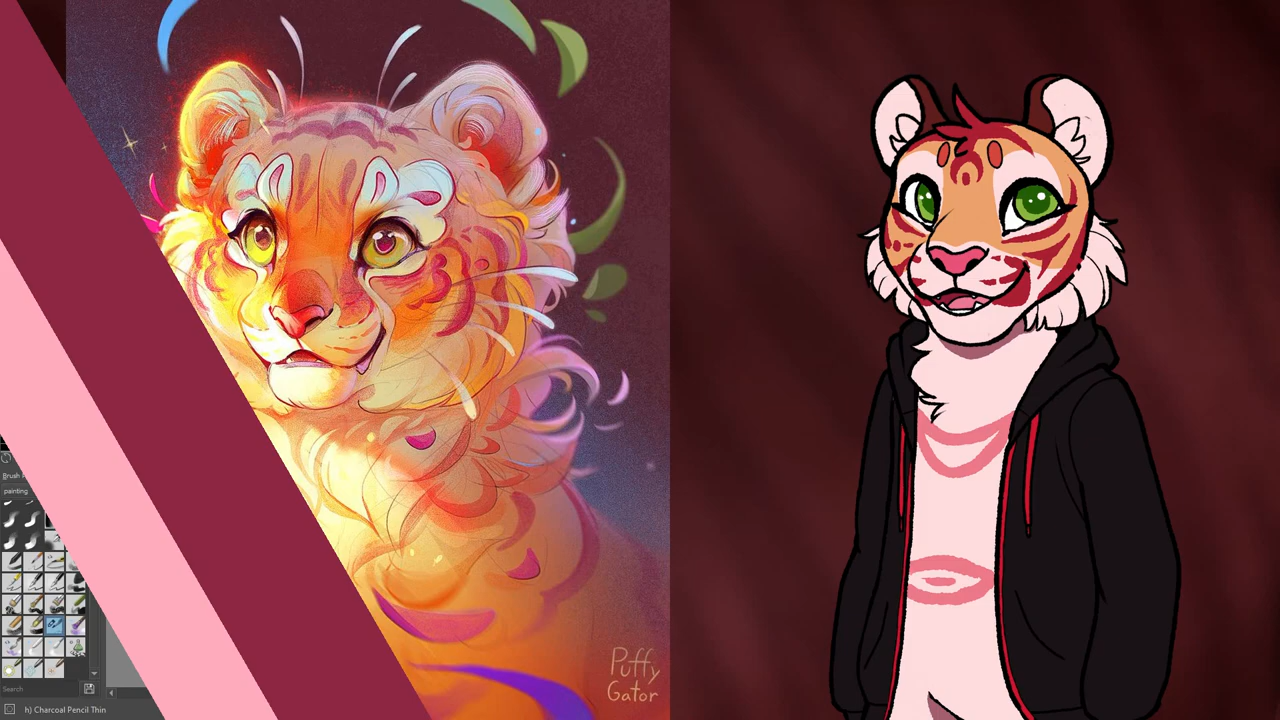 Puffy
Gator
Brush
painting
Search
h) Charcoal Pencil Thin